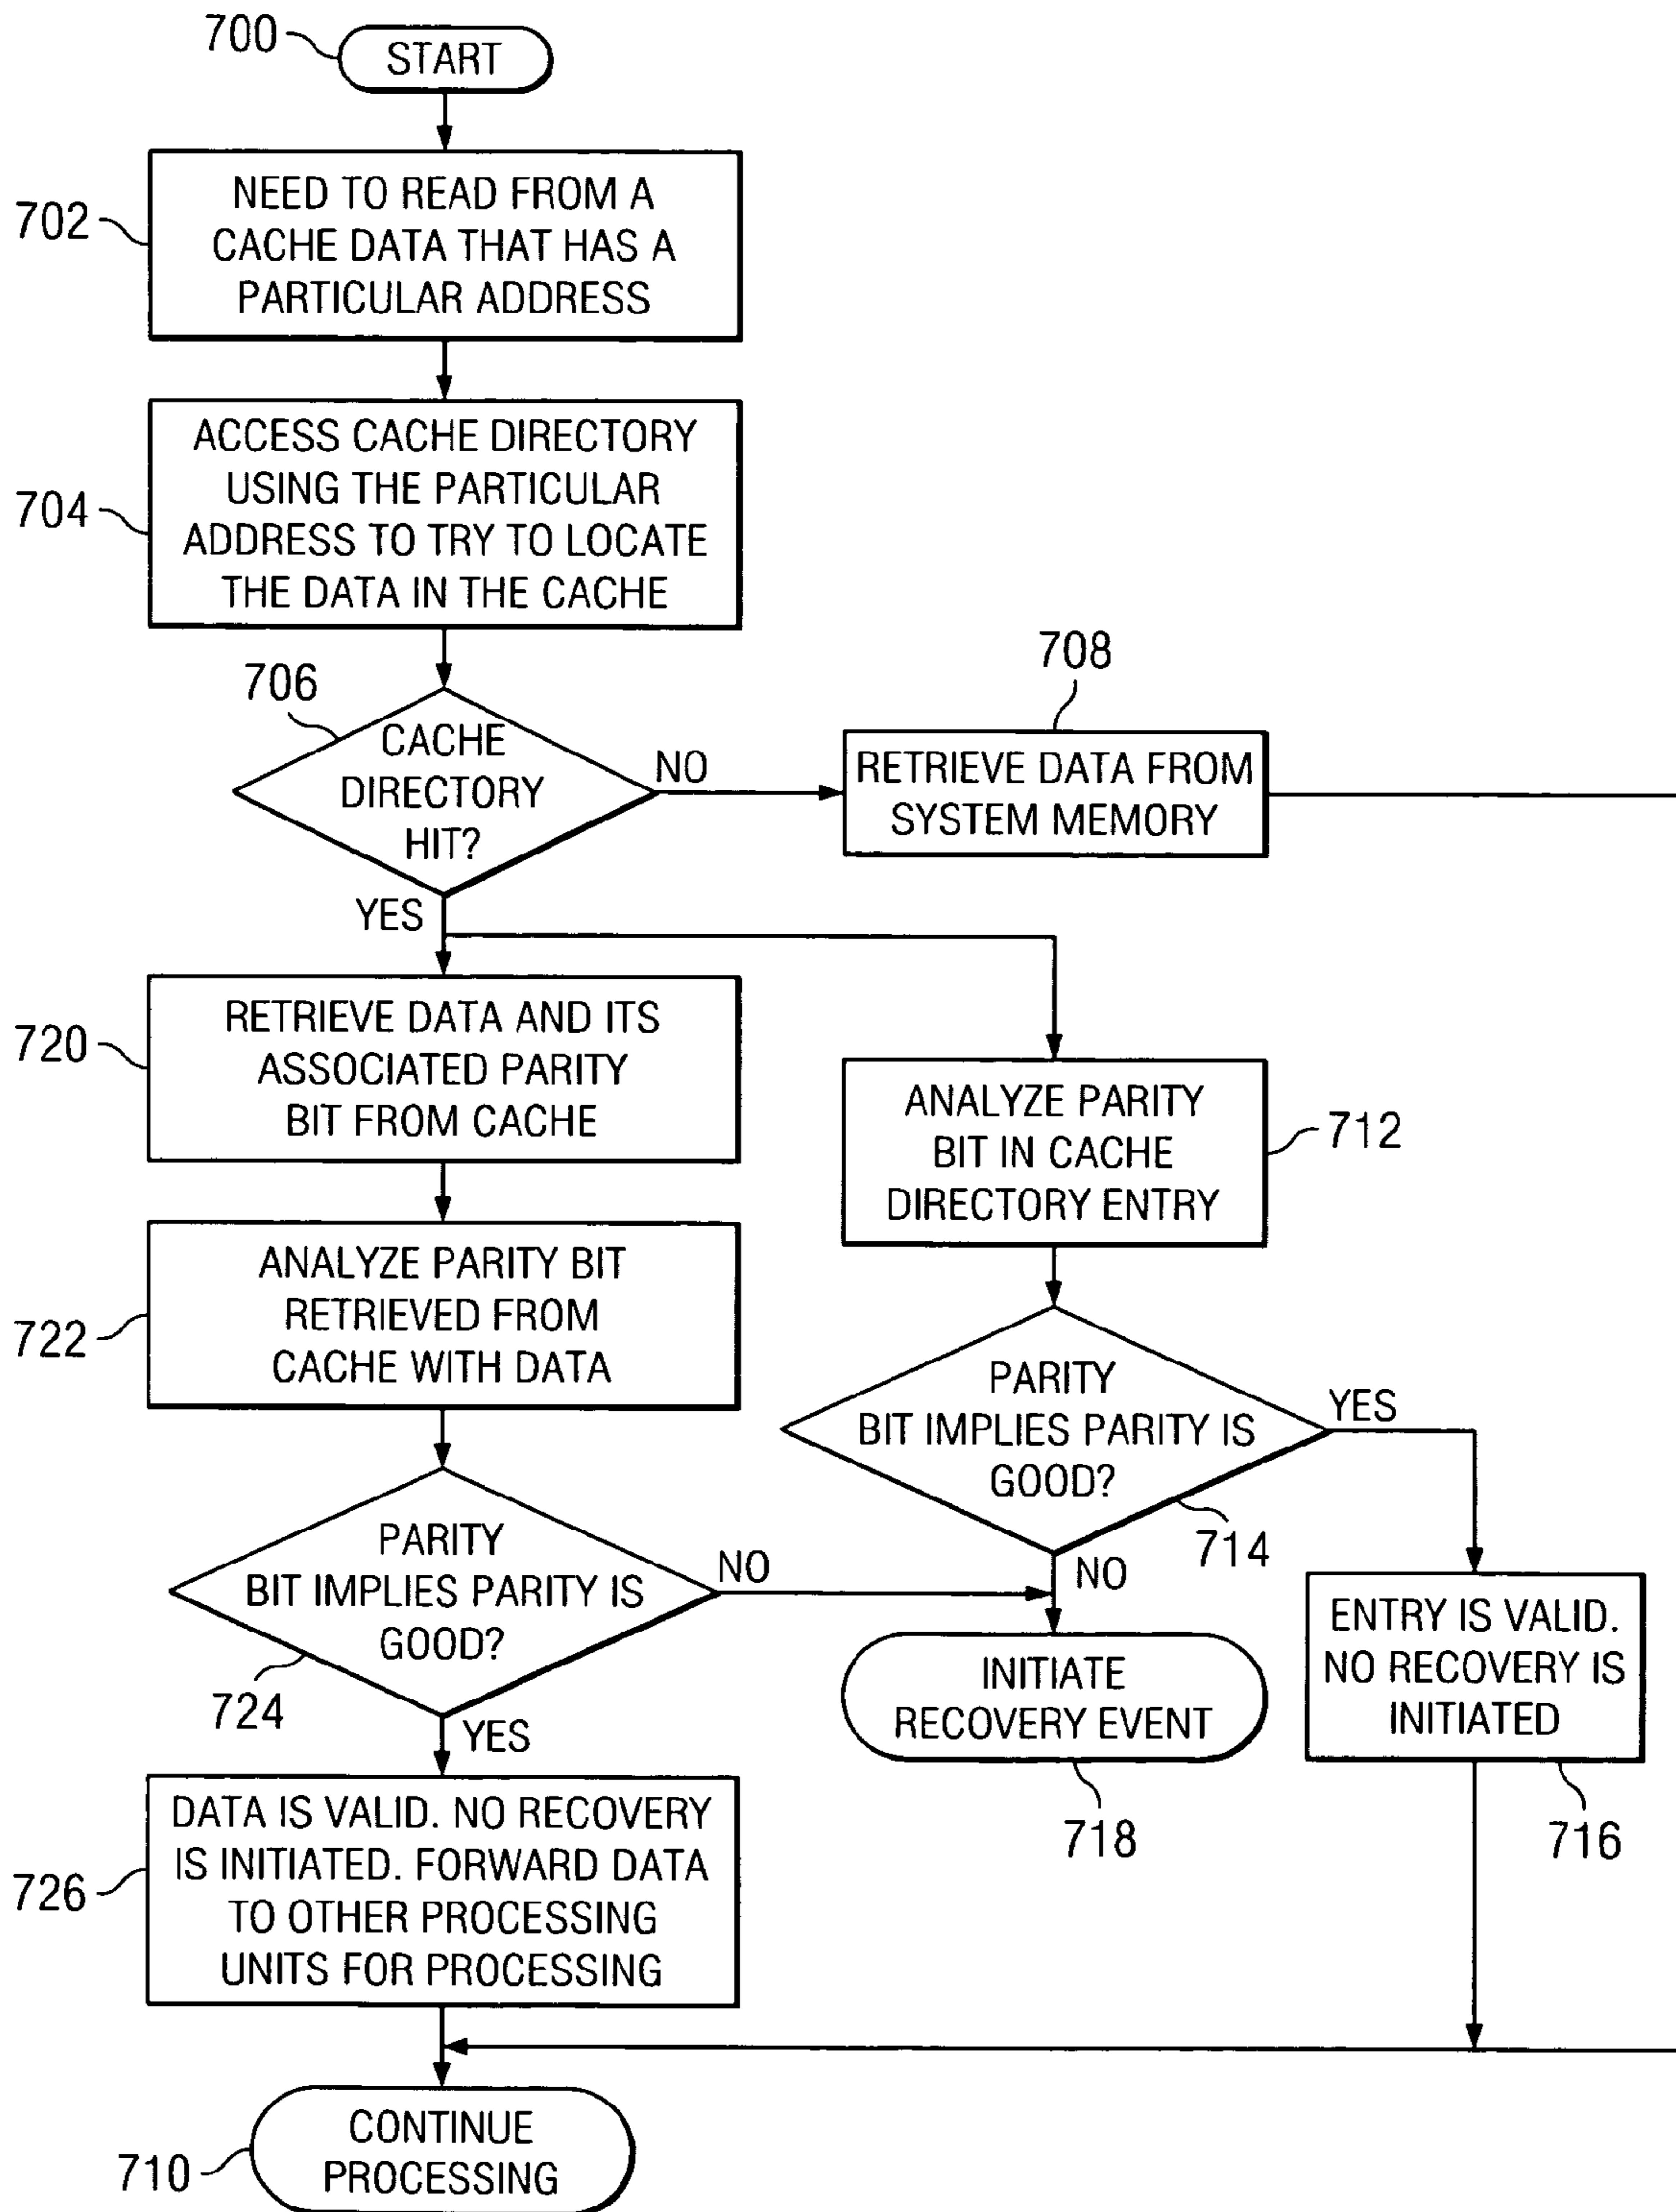 700
START
702
NEED TO READ FROM A
CACHE DATA THAT HAS A
PARTICULAR ADDRESS
704
ACCESS CACHE DIRECTORY
USING THE PARTICULAR
ADDRESS TO TRY TO LOCATE
THE DATA IN THE CACHE
706
CACHE
DIRECTORY
HIT?
NO
708
RETRIEVE DATA FROM
SYSTEM MEMORY
YES
720
RETRIEVE DATA AND ITS
ASSOCIATED PARITY
BIT FROM CACHE
ANALYZE PARITY
BIT IN CACHE
DIRECTORY ENTRY
712
722
ANALYZE PARITY BIT
RETRIEVED FROM
CACHE WITH DATA
PARITY
BIT IMPLIES PARITY IS
GOOD?
YES
714
NO
PARITY
BIT IMPLIES PARITY IS
GOOD?
NO
724
YES
INITIATE
RECOVERY EVENT
718
ENTRY IS VALID.
NO RECOVERY IS
INITIATED
716
726
DATA IS VALID. NO RECOVERY
IS INITIATED. FORWARD DATA
TO OTHER PROCESSING
UNITS FOR PROCESSING
710
CONTINUE
PROCESSING